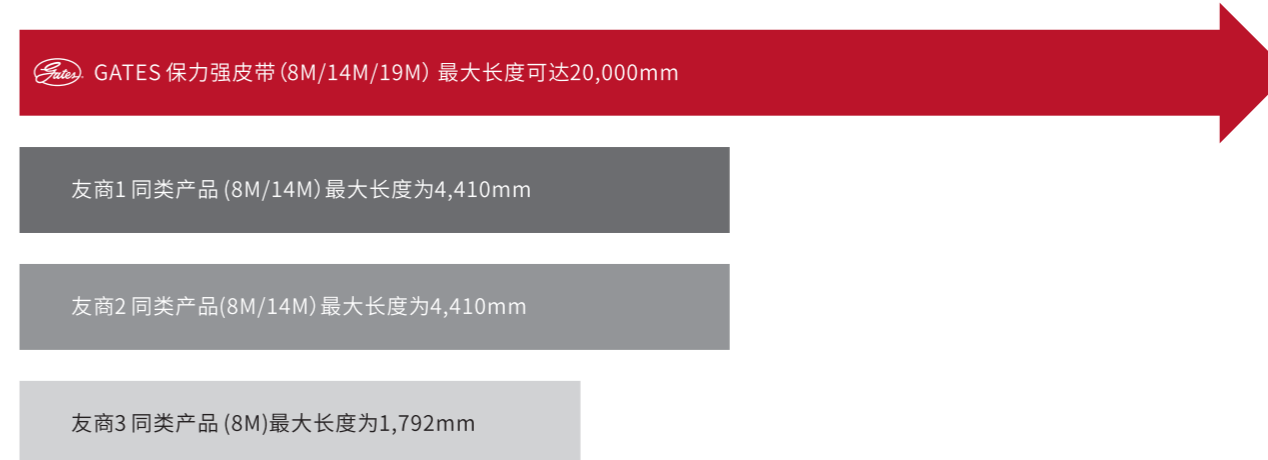 Gates GATES 保力强皮带（8M/14M/19M）最大长度可达20,000mm
友商1 同类产品 (8M/14M）最大长度为4,410mm
友商2 同类产品(8M/14M）最大长度为4,410mm
友商3 同类产品 (8M)最大长度为1,792mm